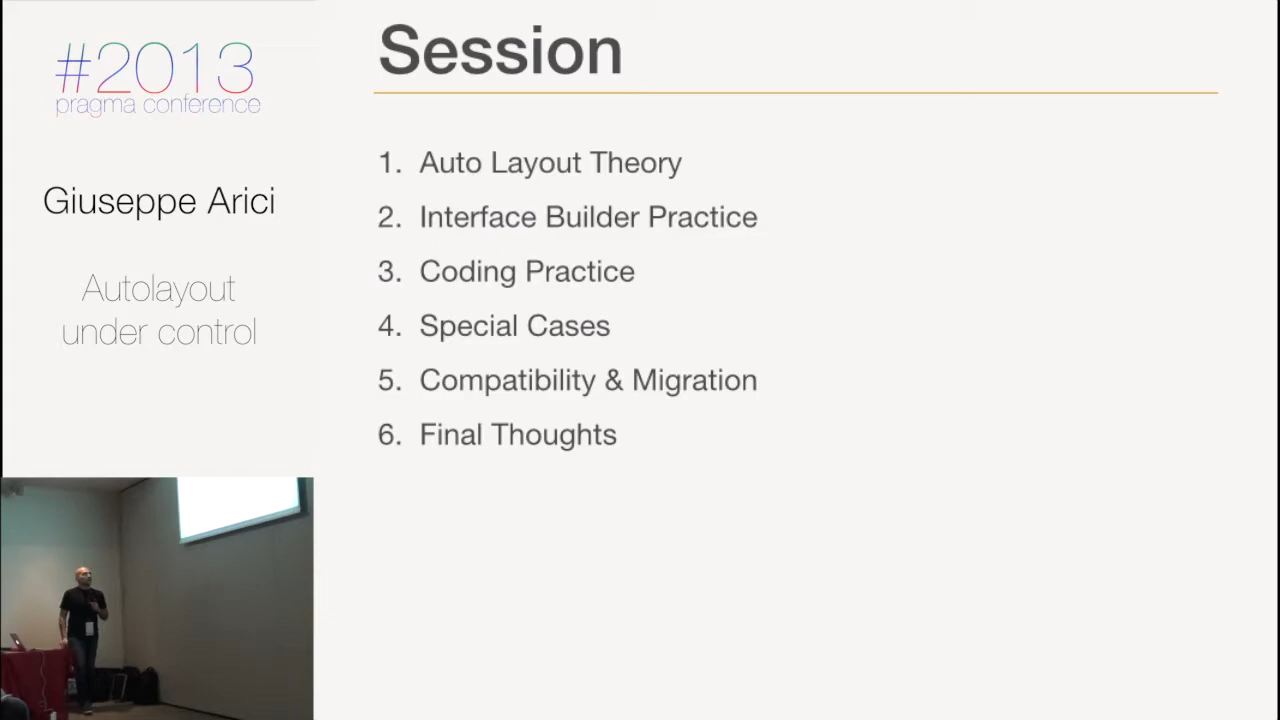 #2013
pragma conference
Giuseppe Arici
Autolayout
under control
Session
1. Auto Layout Theory
2. Interface Builder Practice
3. Coding Practice
4. Special Cases
5. Compatibility & Migration
6. Final Thoughts